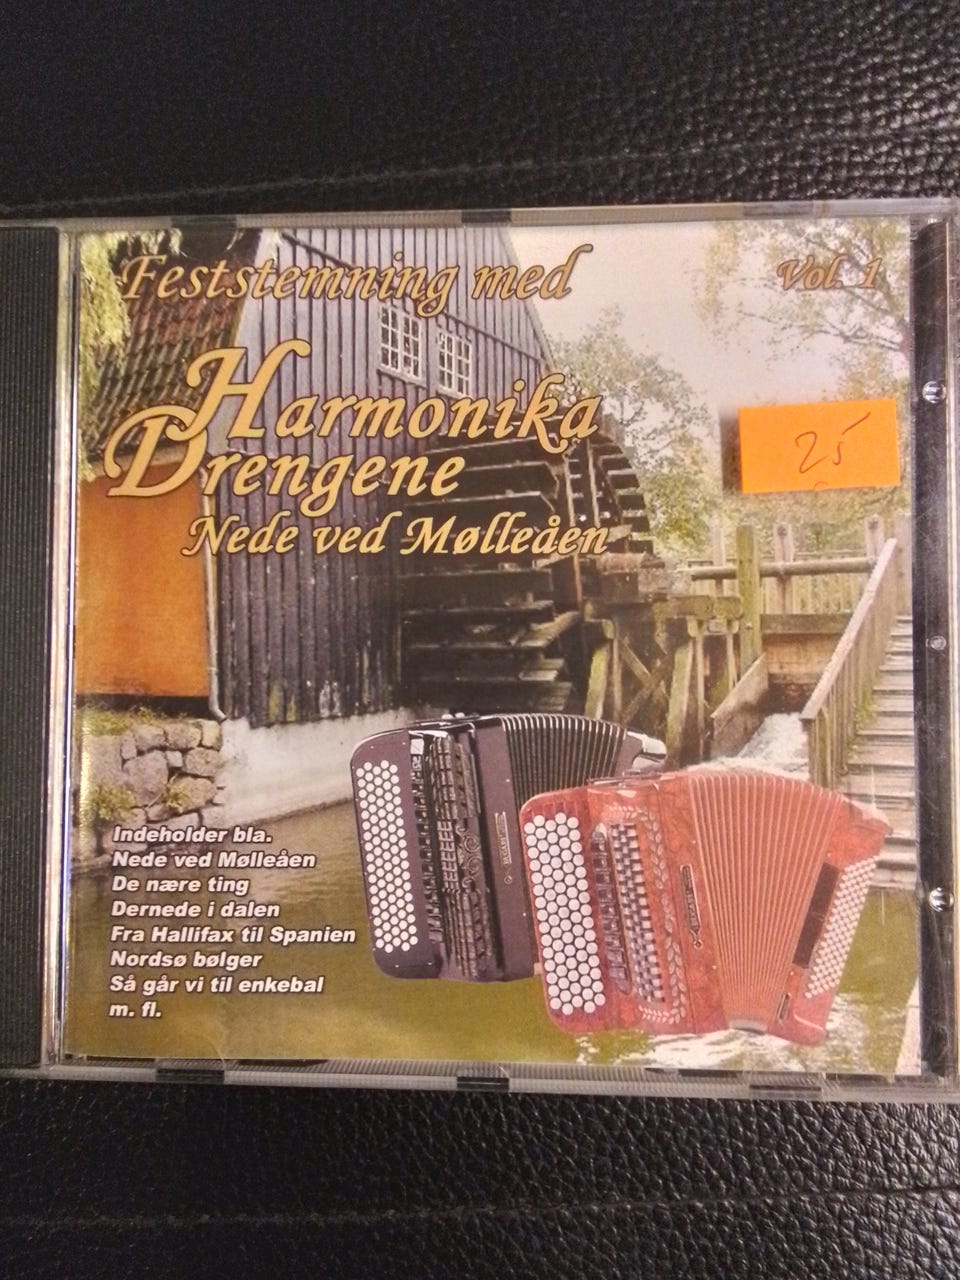 Feststemning med
Vol. 1
Harmonika
Drengene
Nede ved Mølleåen
25
Indeholder bla.
Nede ved Mølleåen
De nære ting
Dernede i dalen
Fra Hallifax til Spanien
Nordsø bølger
Så går vi til enkebal
m. fl.